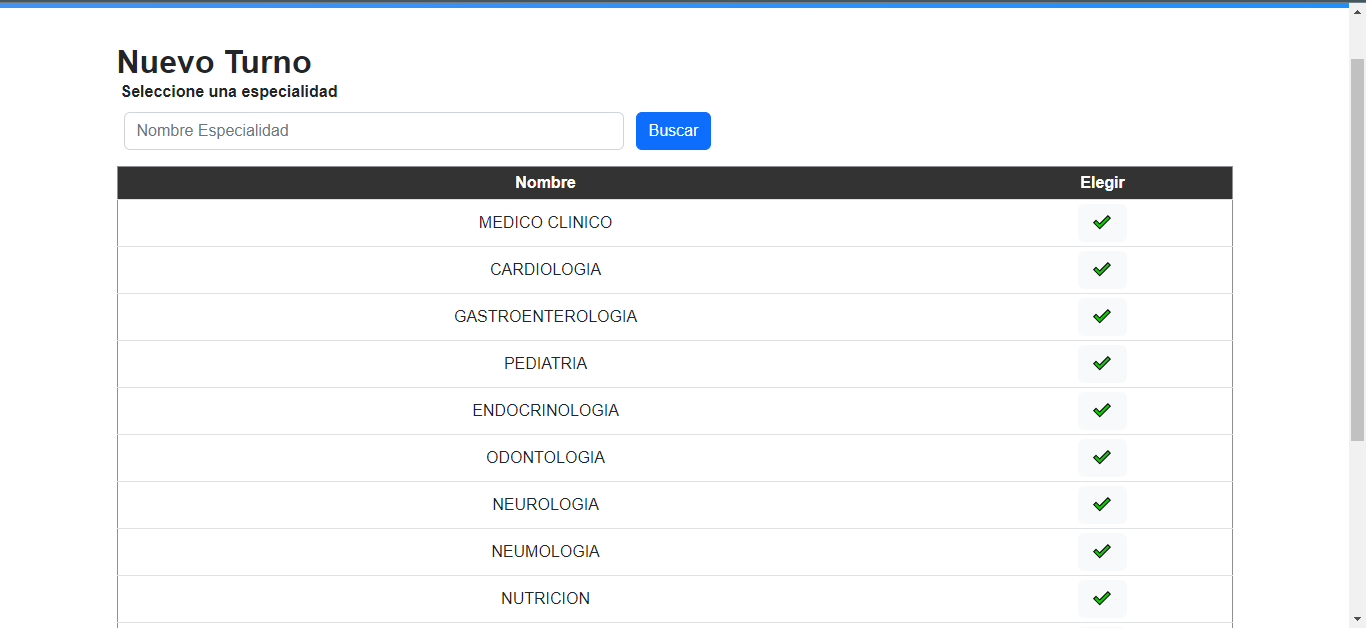 Nuevo Turno
Seleccione una especialidad
Nombre Especialidad Buscar
Nombre Elegir
MEDICO CLINICO
CARDIOLOGIA
GASTROENTEROLOGIA
PEDIATRIA
ENDOCRINOLOGIA
ODONTOLOGIA
NEUROLOGIA
NEUMOLOGIA
NUTRICION